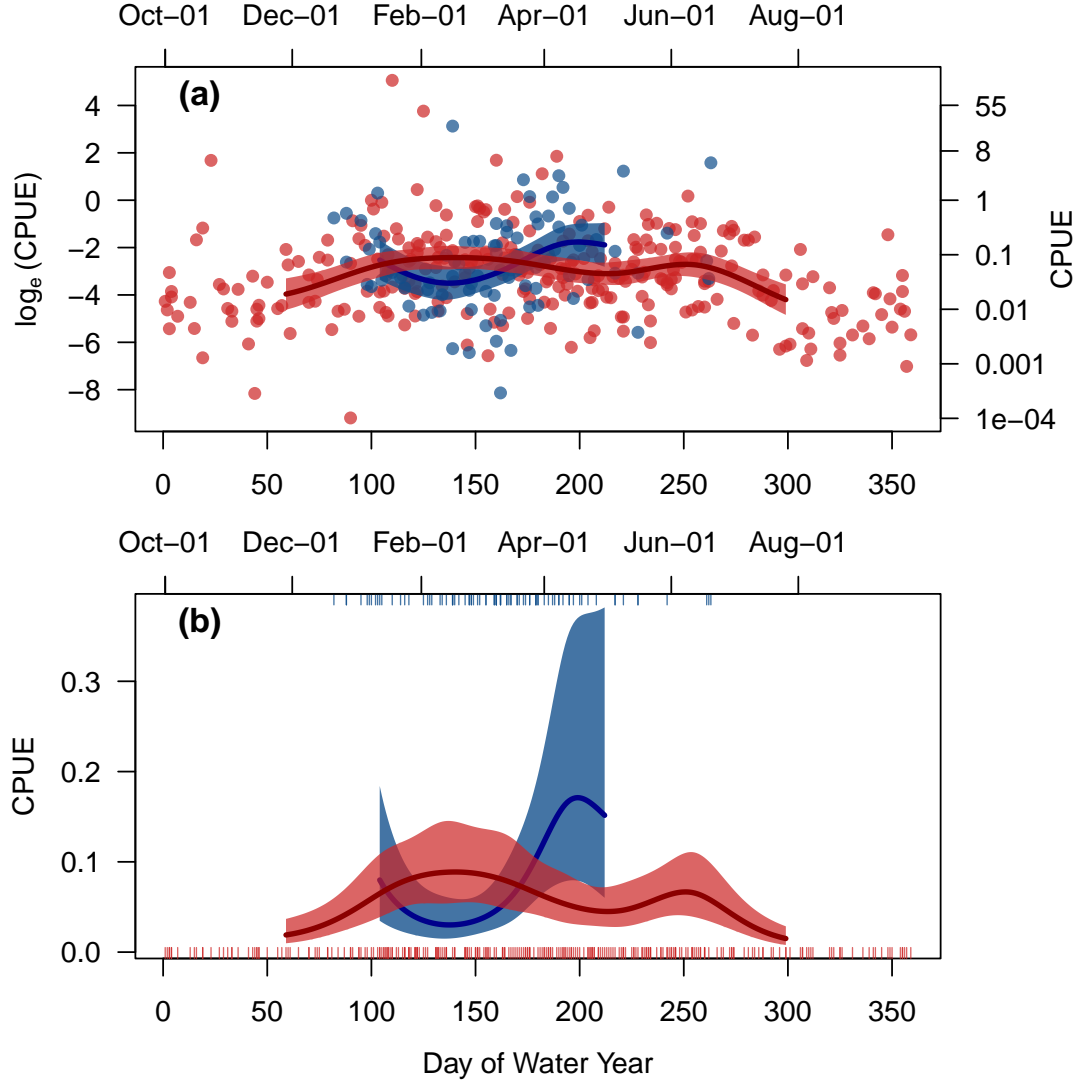 Oct−01 Dec−01 Feb−01 Apr−01 Jun−01 Aug−01
(a)
4 2 0 −2 −4 −6 −8
log_e (CPUE)
55 8 1 0.1 0.01 0.001 1e−04
CPUE
0 50 100 150 200 250 300 350
Oct−01 Dec−01 Feb−01 Apr−01 Jun−01 Aug−01
(b)
0.3 0.2 0.1 0.0
CPUE
0 50 100 150 200 250 300 350
Day of Water Year